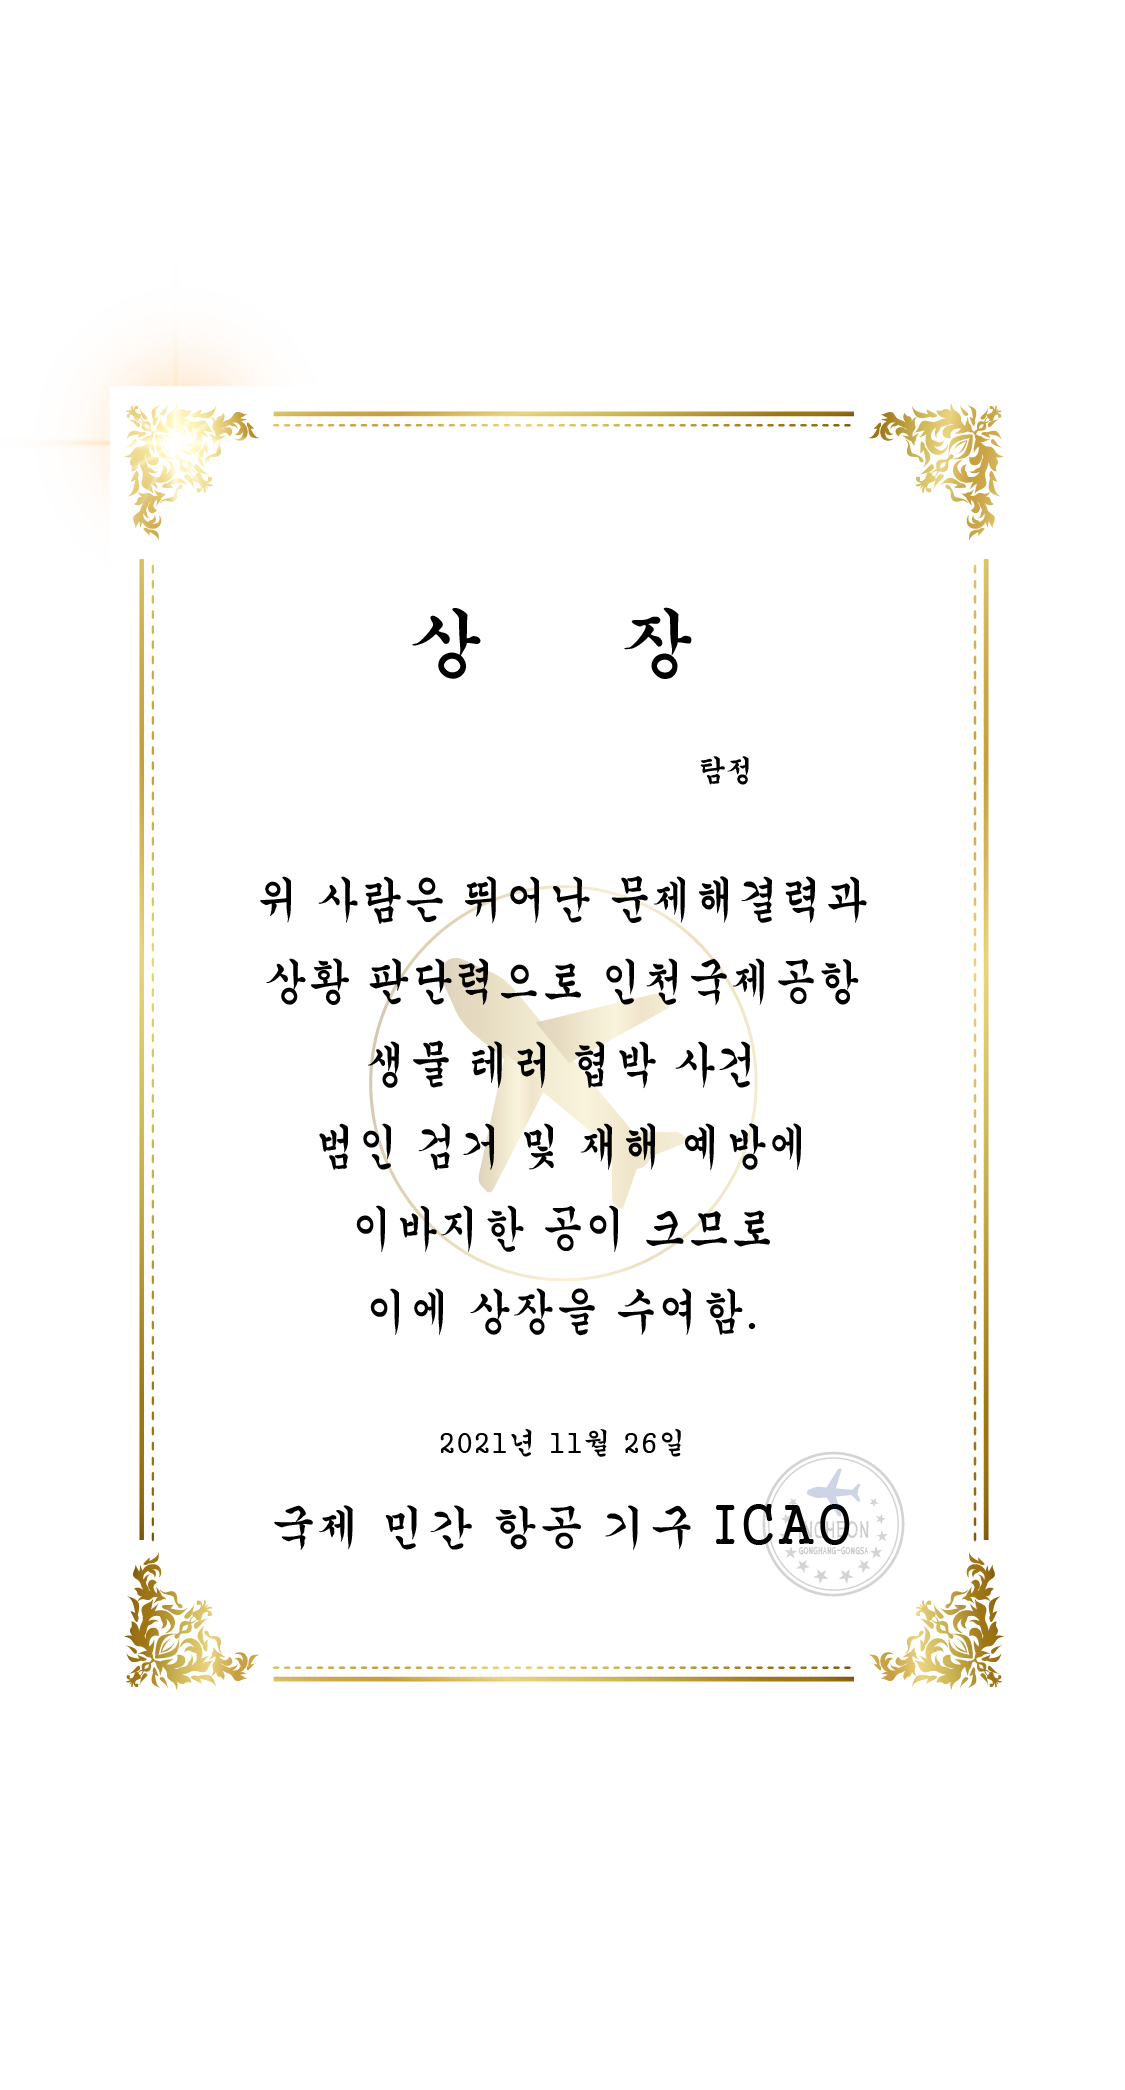 상 장
탐정
위 사람은 뛰어난 문제해결력과
상황 판단력으로 인천국제공항
생물 테러 협박 사건
범인 검거 및 재해 예방에
이바지한 공이 크므로
이에 상장을 수여함.
2021년 11월 26일
국제 민간 항공 기구 ICAO
INCHEON
GONGHANG-GONGSA